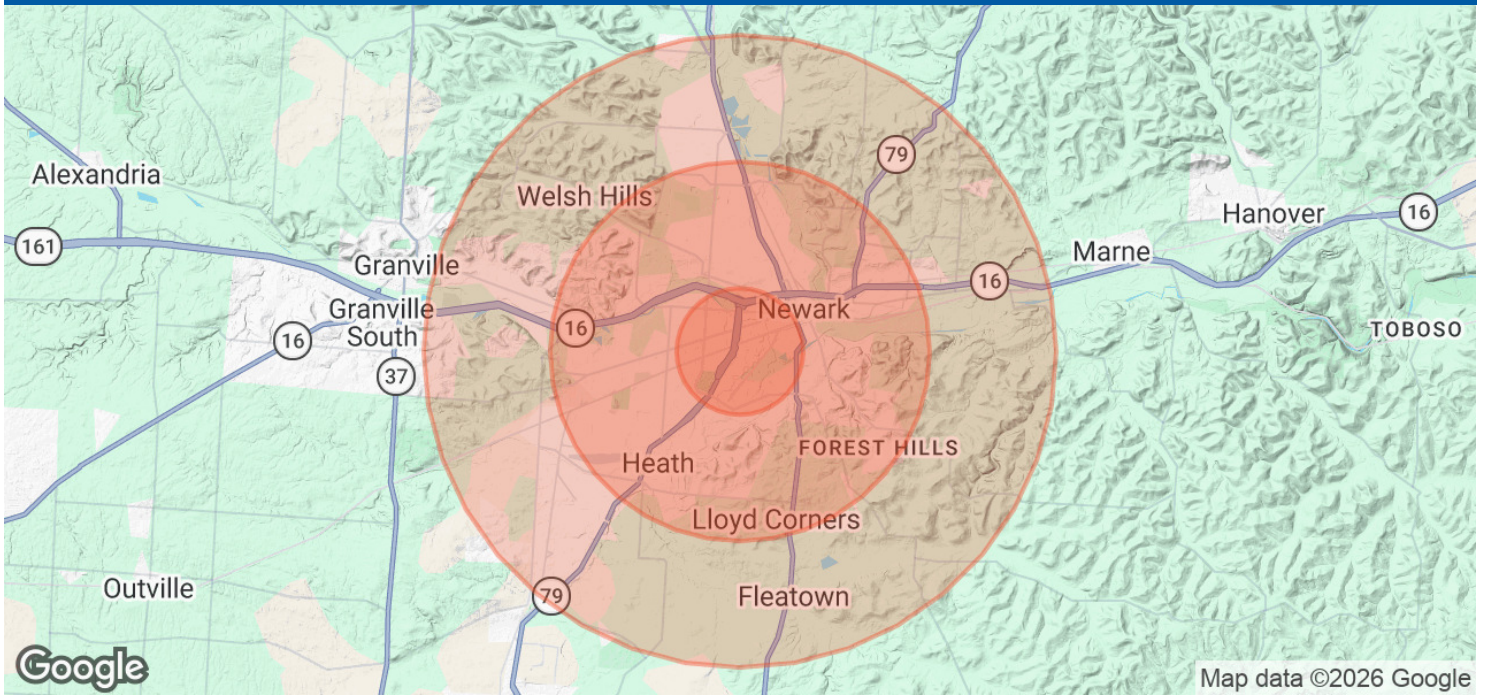 79
Alexandria
Welsh Hills
Hanover
16
161
Marne
Granville
16
Granville
South
Newark
16
16
TOBOSO
37
FOREST HILLS
Heath
Lloyd Corners
Outville
79
Fleatown
Google
Map data ©2026 Google